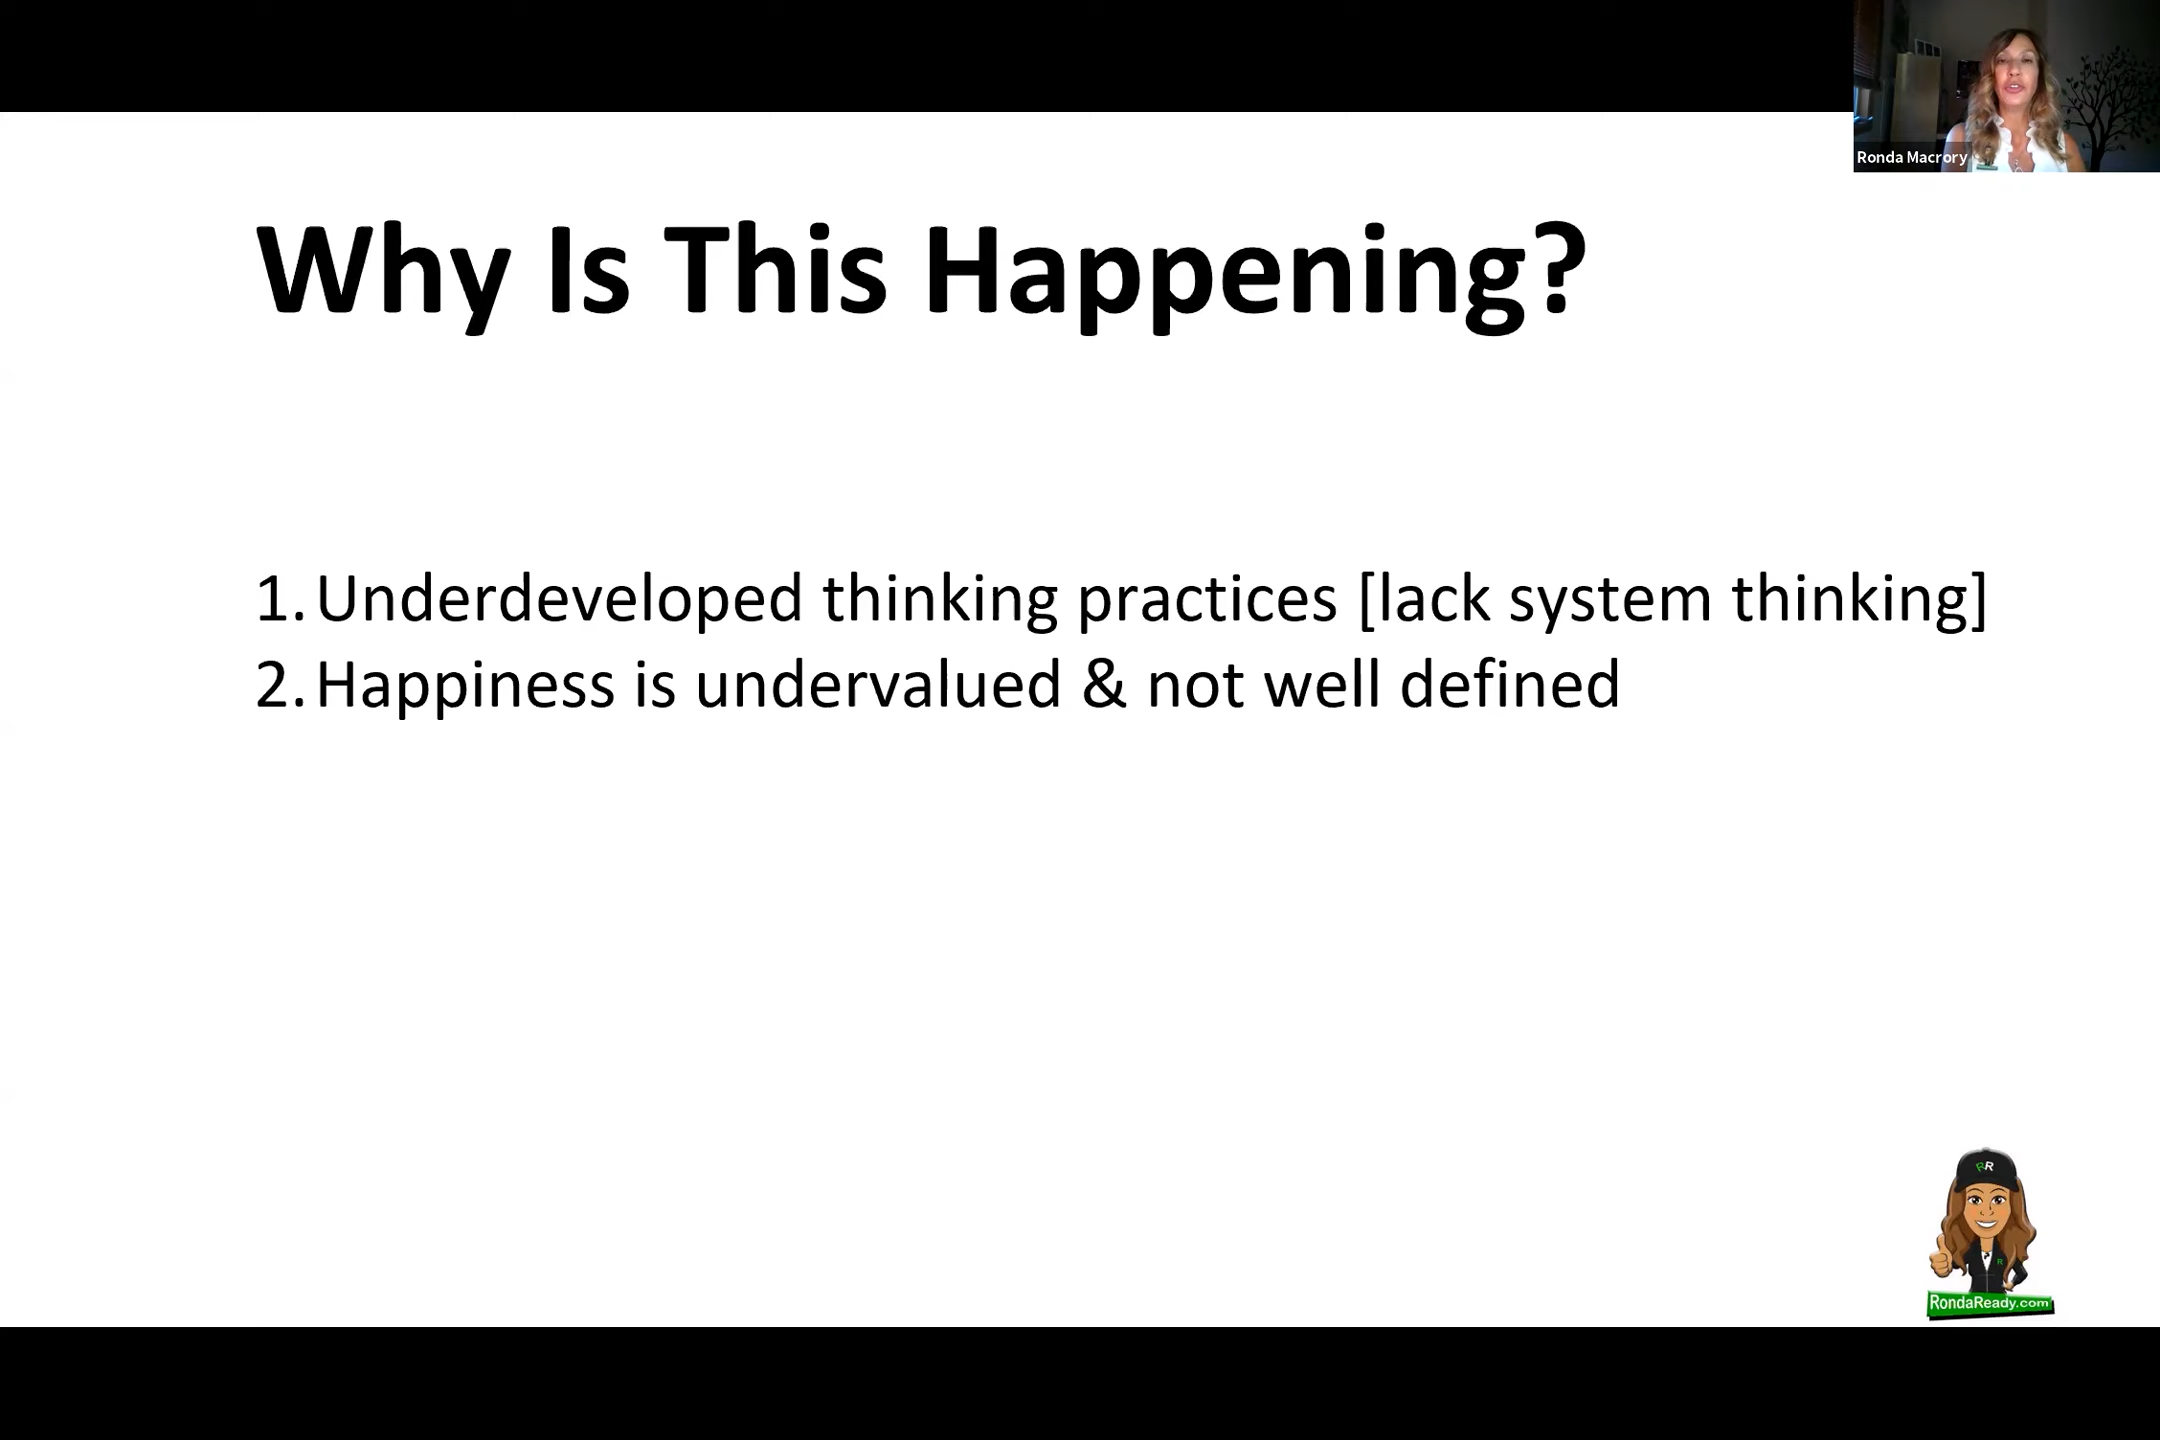 Ronda Macrory
Why Is This Happening?
1. Underdeveloped thinking practices [lack system thinking]
2. Happiness is undervalued & not well defined
RR
R
RondaReady.com